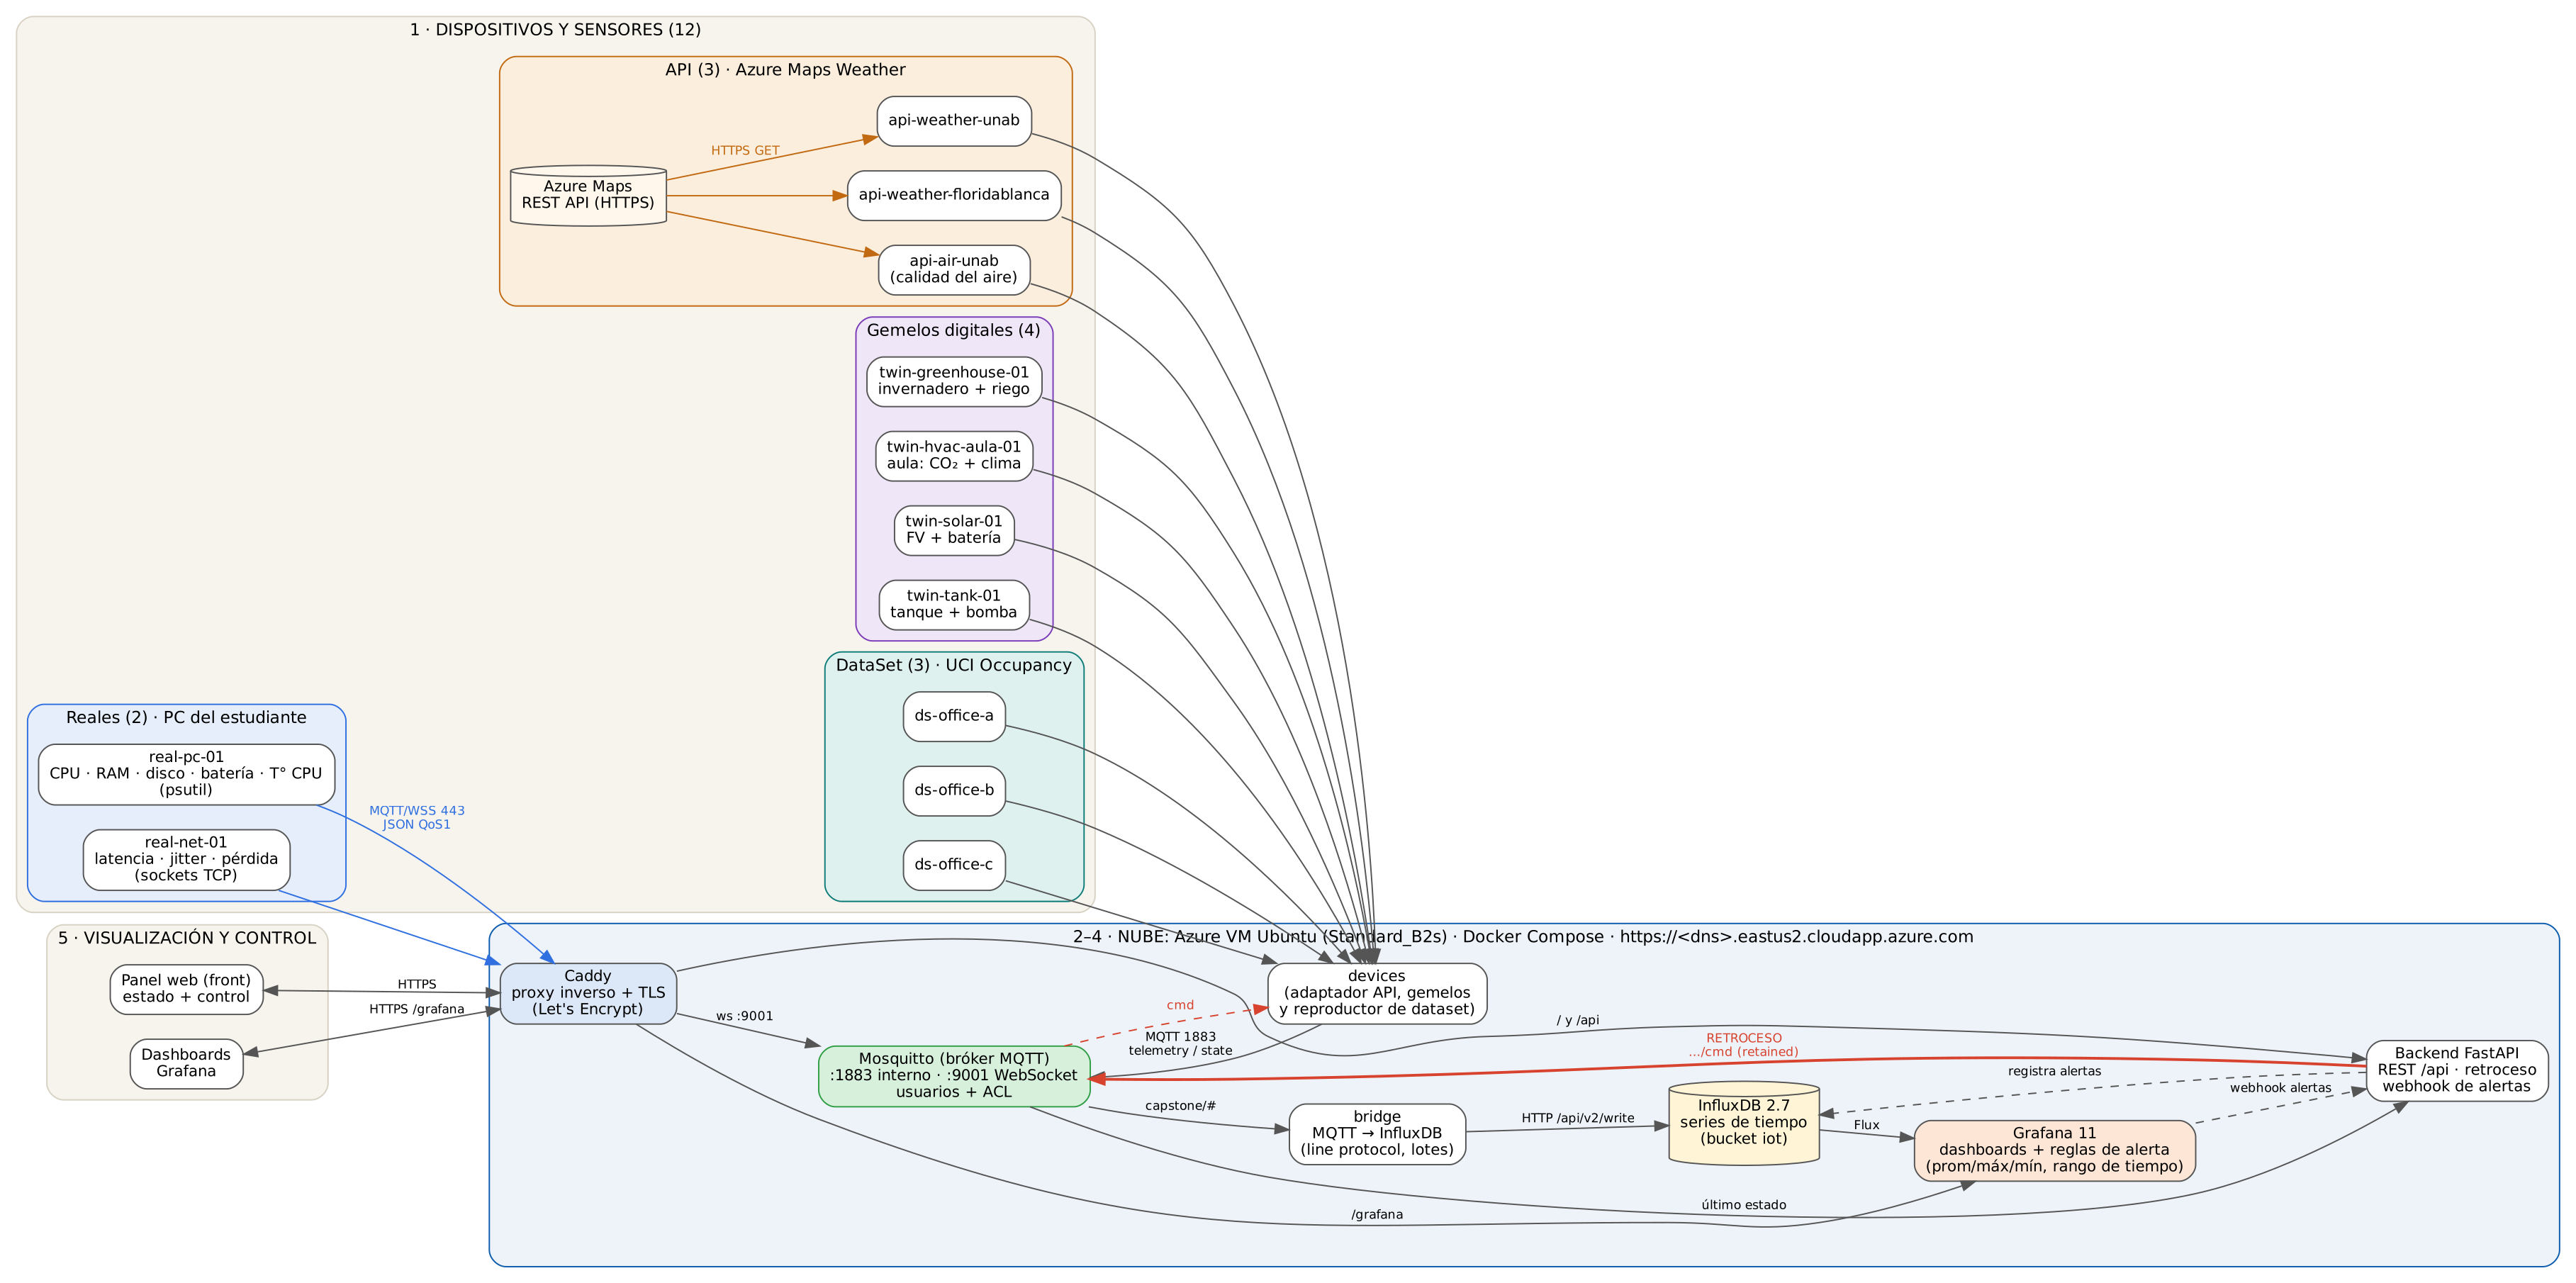 1 · DISPOSITIVOS Y SENSORES (12)
API (3) · Azure Maps Weather
Azure Maps
REST API (HTTPS)
HTTPS GET
api-weather-unab
api-weather-floridablanca
api-air-unab
(calidad del aire)
Gemelos digitales (4)
twin-greenhouse-01
invernadero + riego
twin-hvac-aula-01
aula: CO₂ + clima
twin-solar-01
FV + batería
twin-tank-01
tanque + bomba
DataSet (3) · UCI Occupancy
ds-office-a
ds-office-b
ds-office-c
Reales (2) · PC del estudiante
real-pc-01
CPU · RAM · disco · batería · T° CPU
(psutil)
real-net-01
latencia · jitter · pérdida
(sockets TCP)
MQTT/WSS 443
JSON QoS1
5 · VISUALIZACIÓN Y CONTROL
Panel web (front)
estado + control
Dashboards
Grafana
HTTPS
HTTPS /grafana
2–4 · NUBE: Azure VM Ubuntu (Standard_B2s) · Docker Compose · https://<dns>.eastus2.cloudapp.azure.com
Caddy
proxy inverso + TLS
(Let's Encrypt)
ws :9001
Mosquitto (bróker MQTT)
:1883 interno · :9001 WebSocket
usuarios + ACL
cmd
MQTT 1883
telemetry / state
devices
(adaptador API, gemelos
y reproductor de dataset)
/ y /api
RETROCESO
.../cmd (retained)
capstone/#
bridge
MQTT → InfluxDB
(line protocol, lotes)
HTTP /api/v2/write
InfluxDB 2.7
series de tiempo
(bucket iot)
Flux
Grafana 11
dashboards + reglas de alerta
(prom/máx/mín, rango de tiempo)
registra alertas
webhook alertas
Backend FastAPI
REST /api · retroceso
webhook de alertas
último estado
/grafana